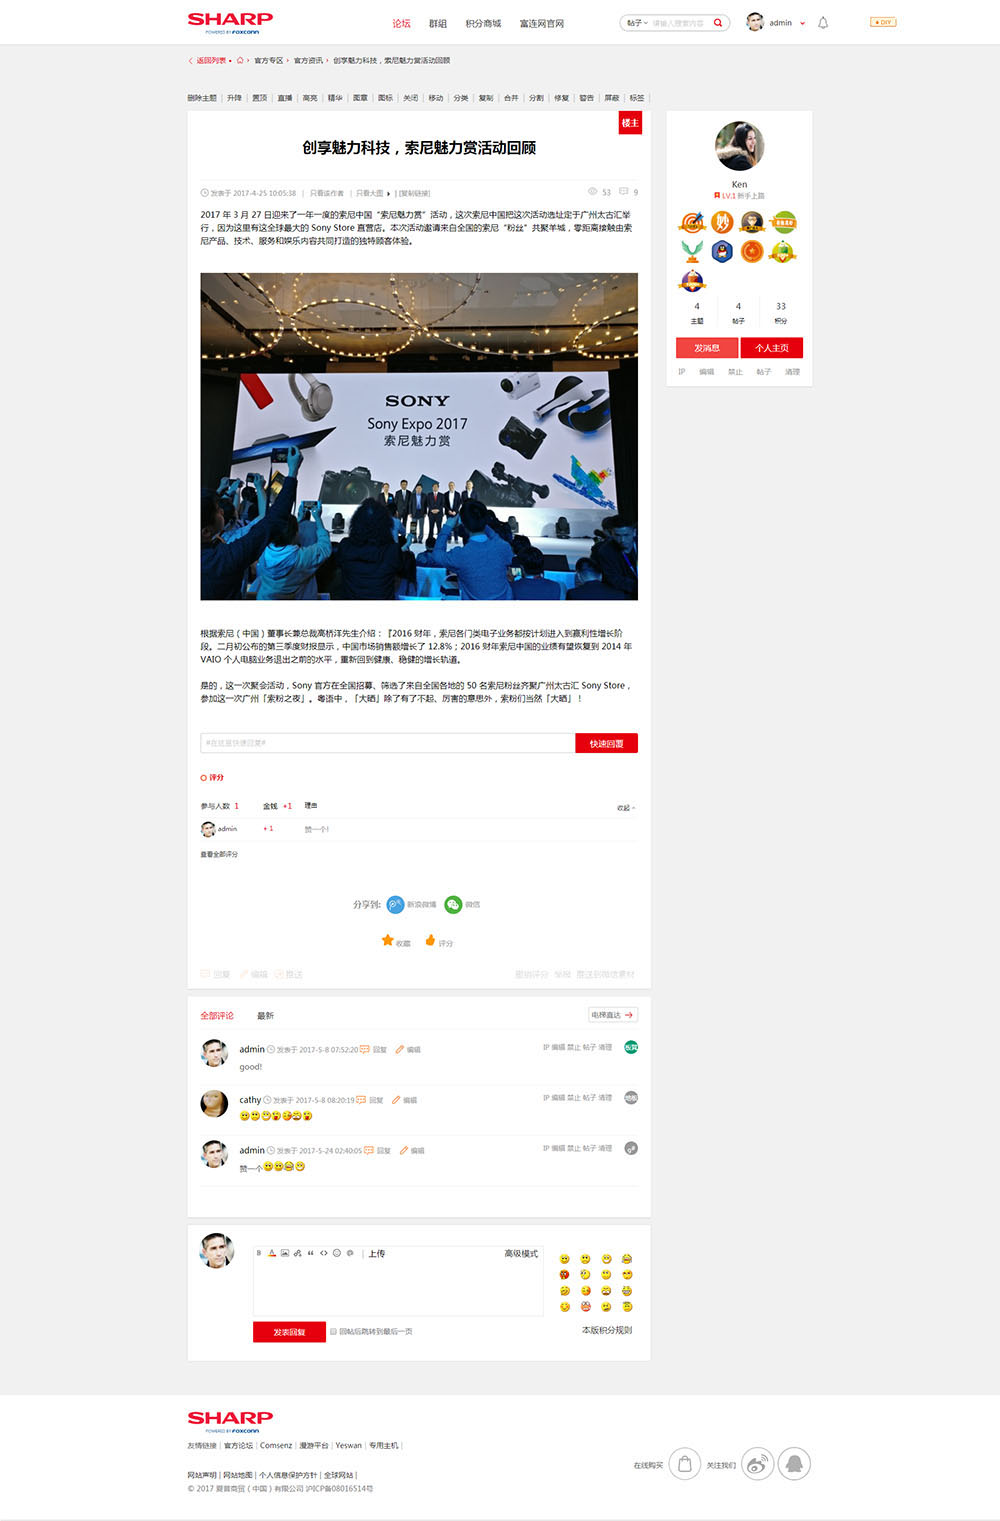 SHARP
POWERED BY FOXCONN
论坛 群组 积分商城 富连网官网
帖子 请输入搜索内容
admin
DIY
返回列表 官方专区 官方资讯 创享魅力科技，索尼魅力赏活动回顾
删除主题 | 升降 | 置顶 | 直播 | 高亮 | 精华 | 图章 | 图标 | 关闭 | 移动 | 分类 | 复制 | 合并 | 分割 | 修复 | 警告 | 屏蔽 | 标签 |
楼主
创享魅力科技，索尼魅力赏活动回顾
发表于 2017-4-25 10:05:38 | 只看该作者 | 只看大图 ] [复制链接]
53 9
2017 年 3 月 27 日迎来了一年一度的索尼中国“索尼魅力赏”活动，这次索尼中国把这次活动选址定于广州太古汇举
行，因为这里有这全球最大的 Sony Store 直营店。本次活动邀请来自全国的索尼“粉丝”共聚羊城，零距离接触由索
尼产品、技术、服务和娱乐内容共同打造的独特顾客体验。
SONY
Sony Expo 2017
索尼魅力赏
根据索尼（中国）董事长兼总裁高桥洋先生介绍：『2016 财年，索尼各门类电子业务都按计划进入到赢利性增长阶
段。二月初公布的第三季度财报显示，中国市场销售额增长了 12.8%；2016 财年索尼中国的业绩有望恢复到 2014 年
VAIO 个人电脑业务退出之前的水平，重新回到健康、稳健的增长轨道。
是的，这一次聚会活动，Sony 官方在全国招募、筛选了来自全国各地的 50 名索尼粉丝齐聚广州太古汇 Sony Store，
参加这一次广州「索粉之夜」。粤语中，「大晒」除了有了不起、厉害的意思外，索粉们当然「大晒」！
#在这里快速回复#
快速回复
评分
参与人数 1 金钱 +1 理由 收起
admin + 1 赞一个!
查看全部评分
分享到: 新浪微博 微信
收藏 评分
回复 编辑 推送 撤销评分 举报 推送到微信素材
Ken
LV.1 新手上路
妙
4 4 33
主题 帖子 积分
发消息 个人主页
IP 编辑 禁止 帖子 清理
全部评论 最新 电梯直达
admin 发表于 2017-5-8 07:52:20 回复 编辑 IP 编辑 禁止 帖子 清理 板凳
good!
cathy 发表于 2017-5-8 08:20:19 回复 编辑 IP 编辑 禁止 帖子 清理 地板
admin 发表于 2017-5-24 02:40:05 回复 编辑 IP 编辑 禁止 帖子 清理
赞一个
B A | 上传 高级模式
发表回复 回帖后跳转到最后一页 本版积分规则
SHARP
POWERED BY FOXCONN
友情链接 | 官方论坛 | Comsenz | 漫游平台 | Yeswan | 专用主机 |
网站声明 | 网站地图 | 个人信息保护方针 | 全球网站 |
© 2017 夏普商贸（中国）有限公司 沪ICP备08016514号
在线购买 关注我们